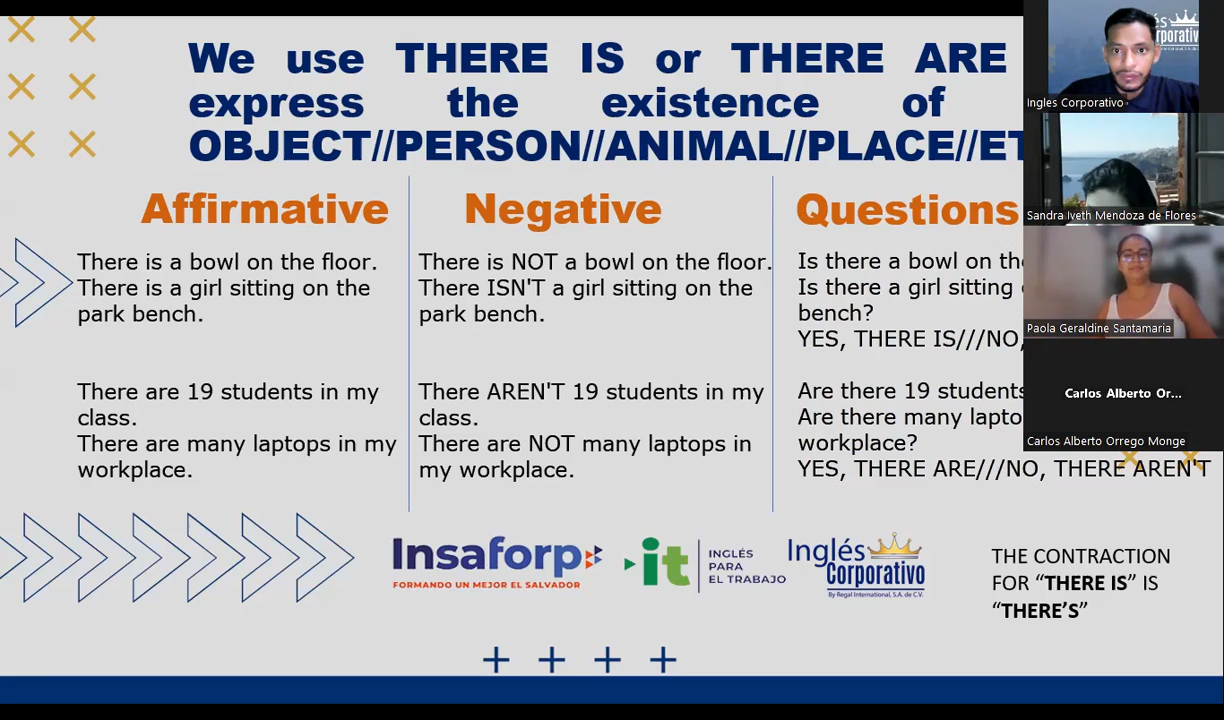 We use THERE IS or THERE ARE
express the existence of
OBJECT//PERSON//ANIMAL//PLACE//ET
Affirmative
There is a bowl on the floor.
There is a girl sitting on the
park bench.
There are 19 students in my
class.
There are many laptops in my
workplace.
Negative
There is NOT a bowl on the floor.
There ISN'T a girl sitting on the
park bench.
There AREN'T 19 students in my
class.
There are NOT many laptops in
my workplace.
Questions
Is there a bowl on the
Is there a girl sitting
bench?
YES, THERE IS///NO,
Are there 19 students
Are there many lapto
workplace?
YES, THERE ARE///NO, THERE AREN'T
Insaforp
FORMANDO UN MEJOR EL SALVADOR
it
INGLÉS
PARA
EL TRABAJO
Inglés
Corporativo
By Regal International, S.A. de C.V.
THE CONTRACTION
FOR “THERE IS” IS
“THERE’S”
és
Corporativo
Ingles Corporativo
Sandra Iveth Mendoza de Flores
Paola Geraldine Santamaria
Carlos Alberto Or...
Carlos Alberto Orrego Monge